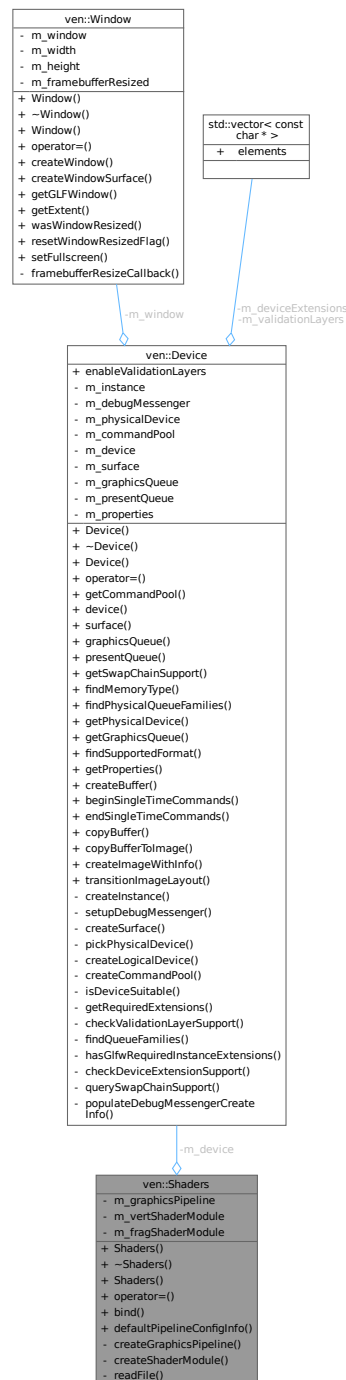 ven::Window
- m_window
- m_width
- m_height
- m_framebufferResized
+ Window()
+ ~Window()
+ Window()
+ operator=()
+ createWindow()
+ createWindowSurface()
+ getGLFWindow()
+ getExtent()
+ wasWindowResized()
+ resetWindowResizedFlag()
+ setFullscreen()
- framebufferResizeCallback()
std::vector< const
char * >
+ elements
-m_window
-m_deviceExtensions
-m_validationLayers
ven::Device
+ enableValidationLayers
- m_instance
- m_debugMessenger
- m_physicalDevice
- m_commandPool
- m_device
- m_surface
- m_graphicsQueue
- m_presentQueue
- m_properties
+ Device()
+ ~Device()
+ Device()
+ operator=()
+ getCommandPool()
+ device()
+ surface()
+ graphicsQueue()
+ presentQueue()
+ getSwapChainSupport()
+ findMemoryType()
+ findPhysicalQueueFamilies()
+ getPhysicalDevice()
+ getGraphicsQueue()
+ findSupportedFormat()
+ getProperties()
+ createBuffer()
+ beginSingleTimeCommands()
+ endSingleTimeCommands()
+ copyBuffer()
+ copyBufferToImage()
+ createImageWithInfo()
+ transitionImageLayout()
- createInstance()
- setupDebugMessenger()
- createSurface()
- pickPhysicalDevice()
- createLogicalDevice()
- createCommandPool()
- isDeviceSuitable()
- getRequiredExtensions()
- checkValidationLayerSupport()
- findQueueFamilies()
- hasGlfwRequiredInstanceExtensions()
- checkDeviceExtensionSupport()
- querySwapChainSupport()
- populateDebugMessengerCreate
Info()
-m_device
ven::Shaders
- m_graphicsPipeline
- m_vertShaderModule
- m_fragShaderModule
+ Shaders()
+ ~Shaders()
+ Shaders()
+ operator=()
+ bind()
+ defaultPipelineConfigInfo()
- createGraphicsPipeline()
- createShaderModule()
- readFile()